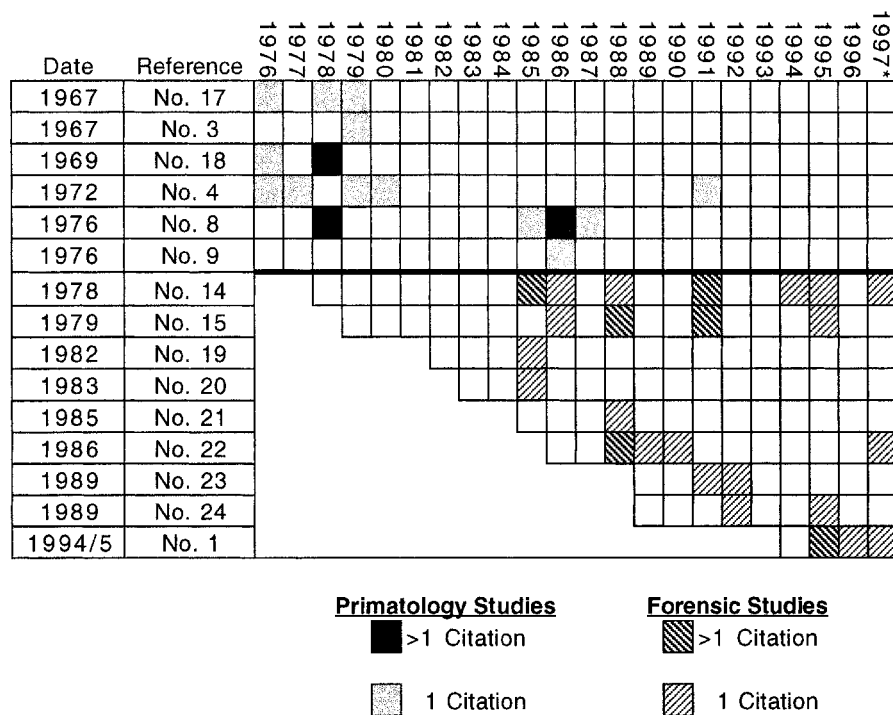 1976 1977 1978 1979 1980 1981 1982 1983 1984 1985 1986 1987 1988 1989 1990 1991 1992 1993 1994 1995 1996 1997*
Date Reference
1967 No. 17
1967 No. 3
1969 No. 18
1972 No. 4
1976 No. 8
1976 No. 9
1978 No. 14
1979 No. 15
1982 No. 19
1983 No. 20
1985 No. 21
1986 No. 22
1989 No. 23
1989 No. 24
1994/5 No. 1
Primatology Studies Forensic Studies
>1 Citation >1 Citation
1 Citation 1 Citation